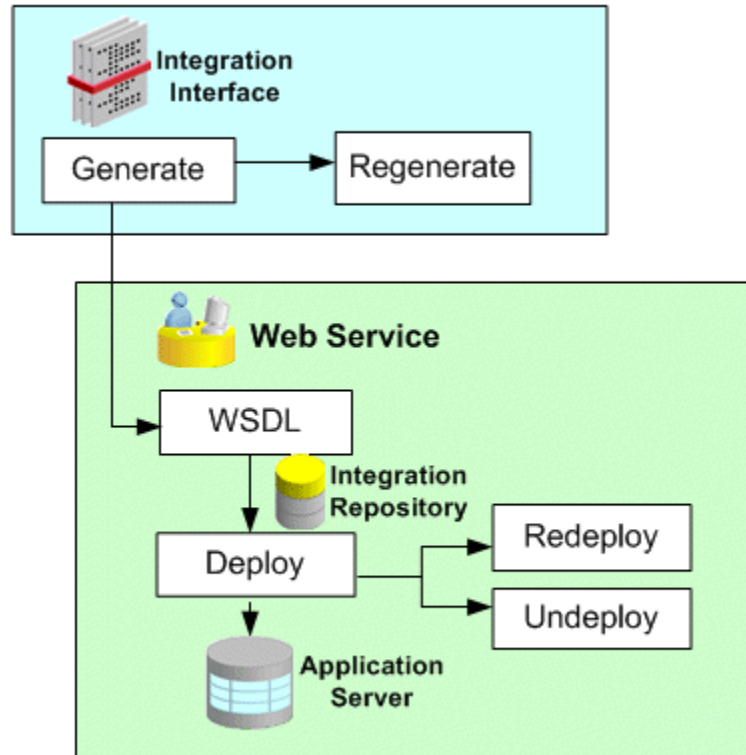 Integration
Interface
Generate
Regenerate
Web Service
WSDL
Integration
Repository
Deploy
Redeploy
Undeploy
Application
Server